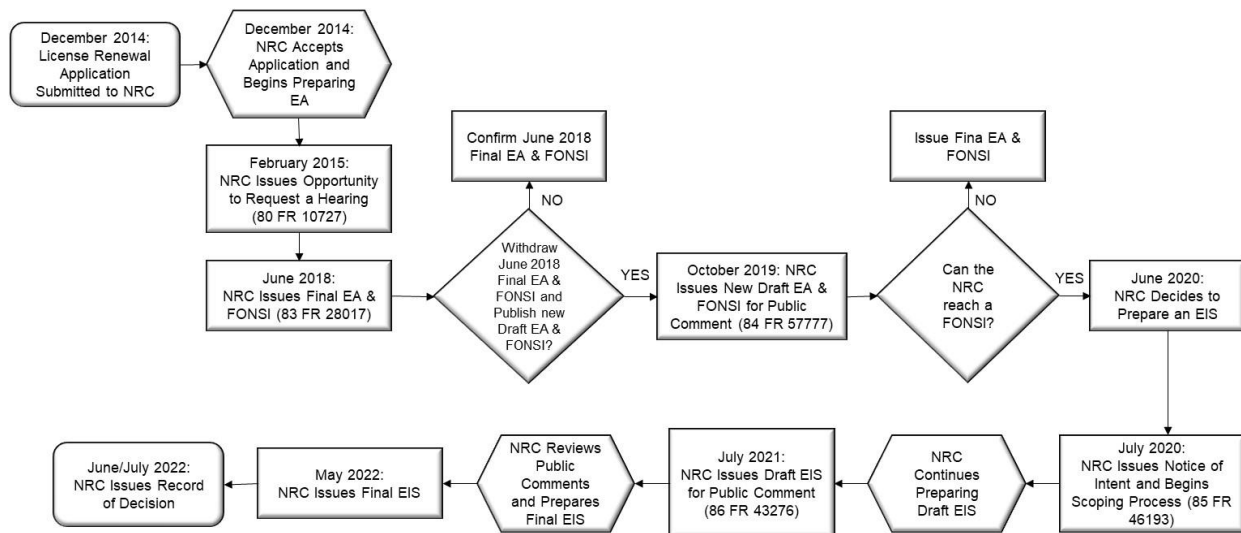 December 2014:
License Renewal
Application
Submitted to NRC
December 2014:
NRC Accepts
Application and
Begins Preparing
EA
February 2015:
NRC Issues Opportunity
to Request a Hearing
(80 FR 10727)
June 2018:
NRC Issues Final EA &
FONSI (83 FR 28017)
Confirm June 2018
Final EA & FONSI
NO
Withdraw
June 2018
Final EA &
FONSI and
Publish new
Draft EA &
FONSI?
YES
October 2019: NRC
Issues New Draft EA &
FONSI for Public
Comment (84 FR 57777)
Issue Fina EA &
FONSI
NO
Can the
NRC
reach a
FONSI?
YES
June 2020:
NRC Decides to
Prepare an EIS
July 2020:
NRC Issues Notice of
Intent and Begins
Scoping Process (85 FR
46193)
NRC
Continues
Preparing
Draft EIS
July 2021:
NRC Issues Draft EIS
for Public Comment
(86 FR 43276)
NRC Reviews
Public
Comments
and Prepares
Final EIS
May 2022:
NRC Issues Final EIS
June/July 2022:
NRC Issues Record
of Decision